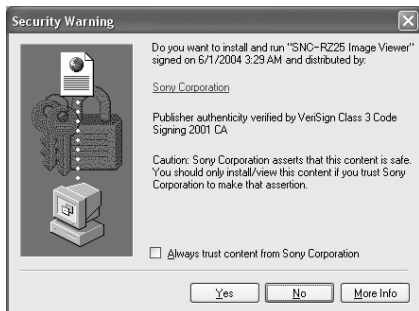 Security Warning
Do you want to install and run "SNC-RZ25 Image Viewer"
signed on 6/1/2004 3:29 AM and distributed by:
Sony Corporation
Publisher authenticity verified by VeriSign Class 3 Code
Signing 2001 CA
Caution: Sony Corporation asserts that this content is safe.
You should only install/view this content if you trust Sony
Corporation to make that assertion.
Always trust content from Sony Corporation
Yes No More Info